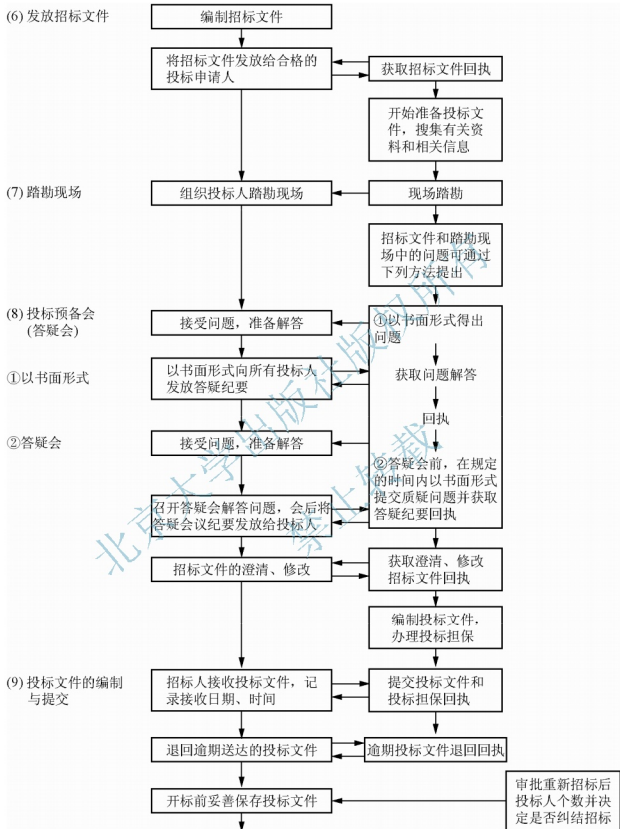 (6) 发放招标文件
编制招标文件
将招标文件发放给合格的
投标申请人
获取招标文件回执
开始准备投标文
件，搜集有关资
料和相关信息
(7) 踏勘现场
组织投标人踏勘现场
现场踏勘
招标文件和踏勘现
场中的问题可通过
下列方法提出
(8) 投标预备会
(答疑会)
接受问题，准备解答
①以书面形式得出
问题
①以书面形式
以书面形式向所有投标人
发放答疑纪要
获取问题解答
回执
②答疑会
接受问题，准备解答
②答疑会前，在规定
的时间内以书面形式
提交质疑问题并获取
答疑纪要回执
召开答疑会解答问题，会后将
答疑会议纪要发放给投标人
招标文件的澄清、修改
获取澄清、修改
招标文件回执
编制投标文件，
办理投标担保
(9) 投标文件的编制
与提交
招标人接收投标文件，记
录接收日期、时间
提交投标文件和
投标担保回执
退回逾期送达的投标文件
逾期投标文件退回回执
开标前妥善保存投标文件
审批重新招标后
投标人个数并决
定是否纠结招标
北京大学出版社版权所有
禁止转载